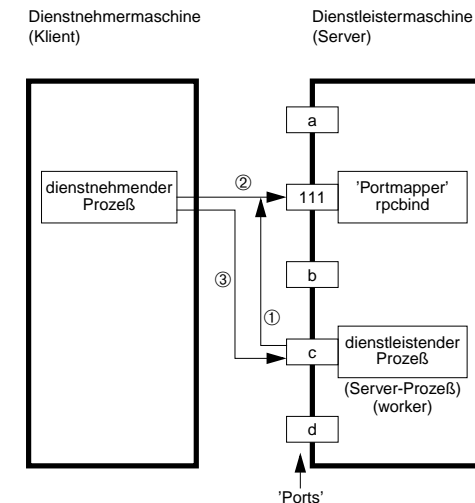 Dienstnehmermaschine
(Klient)
Dienstleistermaschine
(Server)
a
dienstnehmender
Prozeß
②
111
'Portmapper'
rpcbind
b
③
①
c
dienstleistender
Prozeß
(Server-Prozeß)
(worker)
d
'Ports'